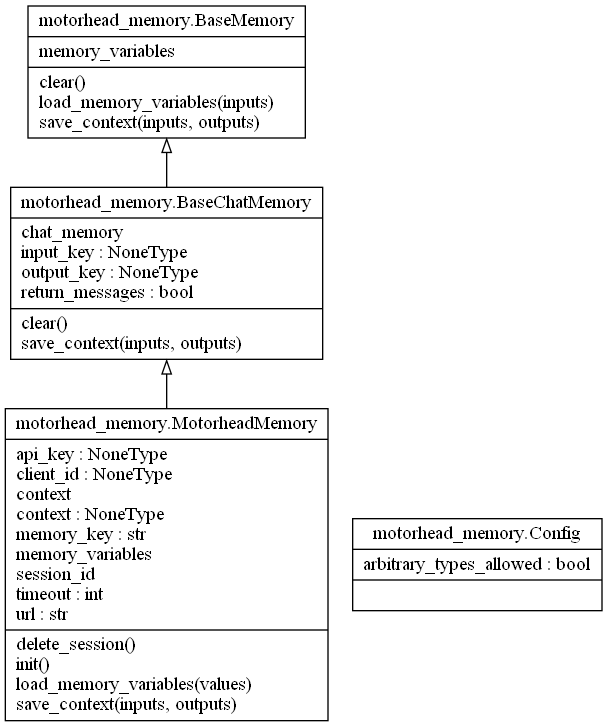 motorhead_memory.BaseMemory
memory_variables
clear()
load_memory_variables(inputs)
save_context(inputs, outputs)
motorhead_memory.BaseChatMemory
chat_memory
input_key : NoneType
output_key : NoneType
return_messages : bool
clear()
save_context(inputs, outputs)
motorhead_memory.MotorheadMemory
api_key : NoneType
client_id : NoneType
context
context : NoneType
memory_key : str
memory_variables
session_id
timeout : int
url : str
delete_session()
init()
load_memory_variables(values)
save_context(inputs, outputs)
motorhead_memory.Config
arbitrary_types_allowed : bool